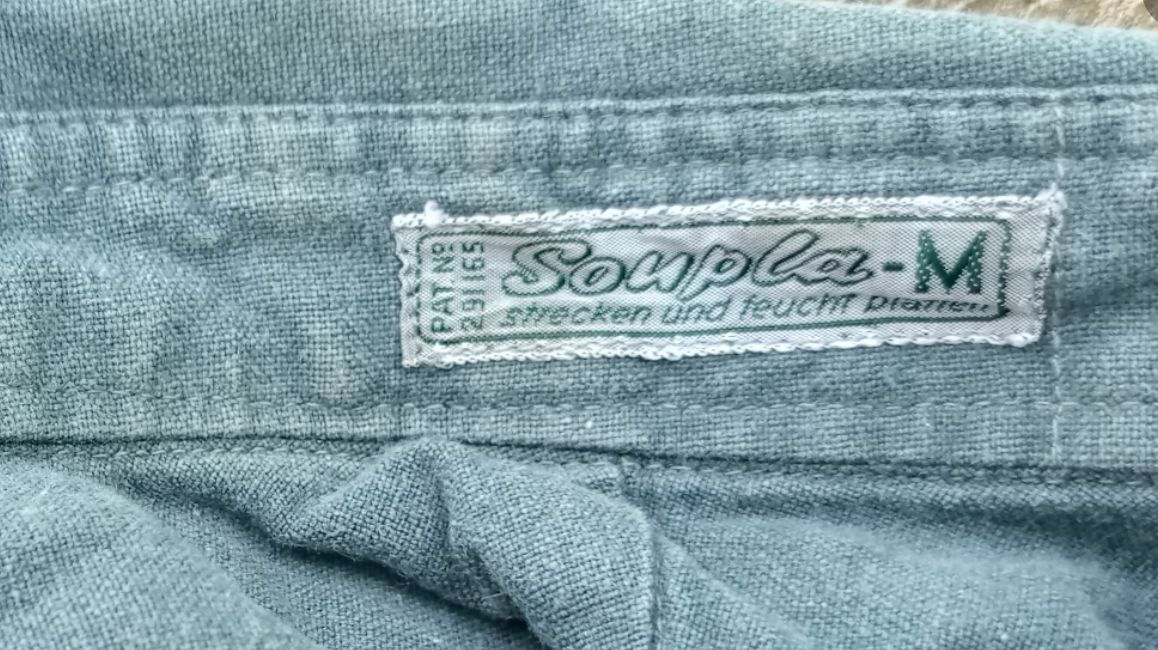 PAT. Nº
291165
Soupla-M
strecken und feucht plätten